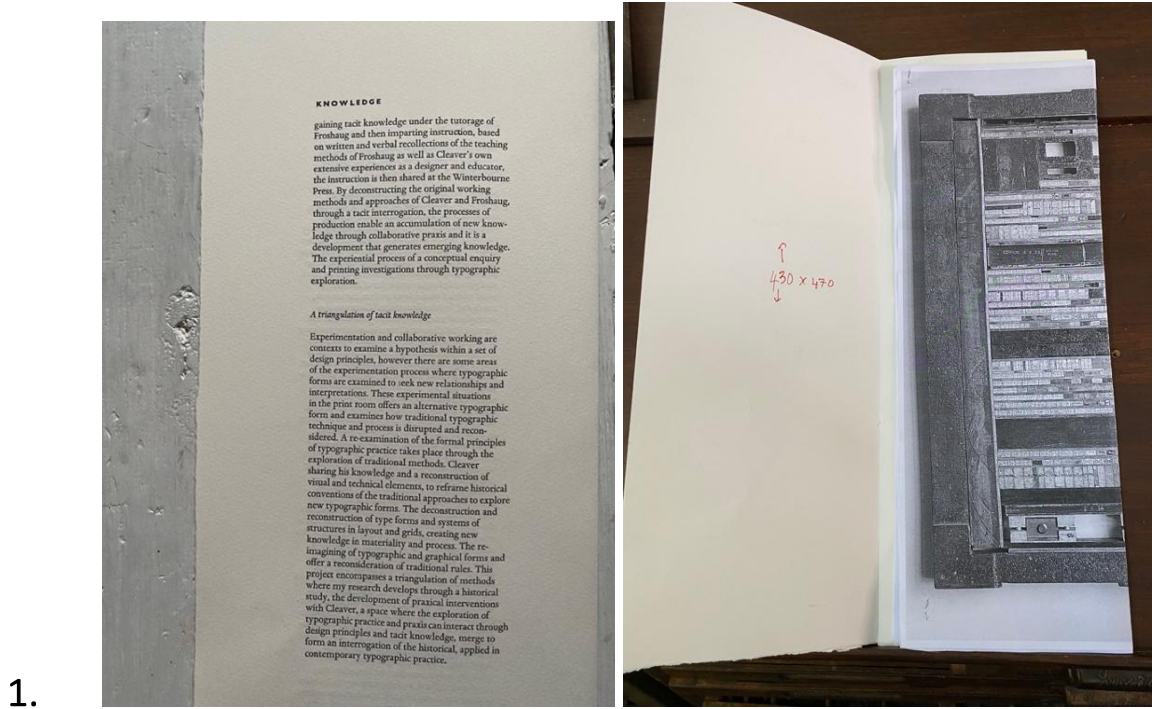 KNOWLEDGE
gaining tacit knowledge under the tutorage of
Froshaug and then imparting instruction, based
on written and verbal recollections of the teaching
methods of Froshaug as well as Cleaver's own
extensive experiences as a designer and educator,
the instruction is then shared at the Winterbourne
Press. By deconstructing the original working
methods and approaches of Cleaver and Froshaug,
through a tacit interrogation, the processes of
production enable an accumulation of new know-
ledge through collaborative praxis and it is a
development that generates emerging knowledge.
The experiential process of a conceptual enquiry
and printing investigations through typographic
exploration.
A triangulation of tacit knowledge
Experimentation and collaborative working are
contexts to examine a hypothesis within a set of
design principles, however there are some areas
of the experimentation process where typographic
forms are examined to seek new relationships and
interpretations. These experimental situations
in the print room offers an alternative typographic
form and examines how traditional typographic
technique and process is disrupted and recon-
sidered. A re-examination of the formal principles
of typographic practice takes place through the
exploration of traditional methods. Cleaver
sharing his knowledge and a reconstruction of
visual and technical elements, to reframe historical
conventions of the traditional approaches to explore
new typographic forms. The deconstruction and
reconstruction of type forms and systems of
structures in layout and grids, creating new
knowledge in materiality and process. The re-
imagining of typographic and graphical forms and
offer a reconsideration of traditional rules. This
project encompasses a triangulation of methods
where my research develops through a historical
study, the development of praxical interventions
with Cleaver, a space where the exploration of
typographic practice and praxis can interact through
design principles and tacit knowledge, merge to
form an interrogation of the historical, applied in
contemporary typographic practice.
430 x 470
1.